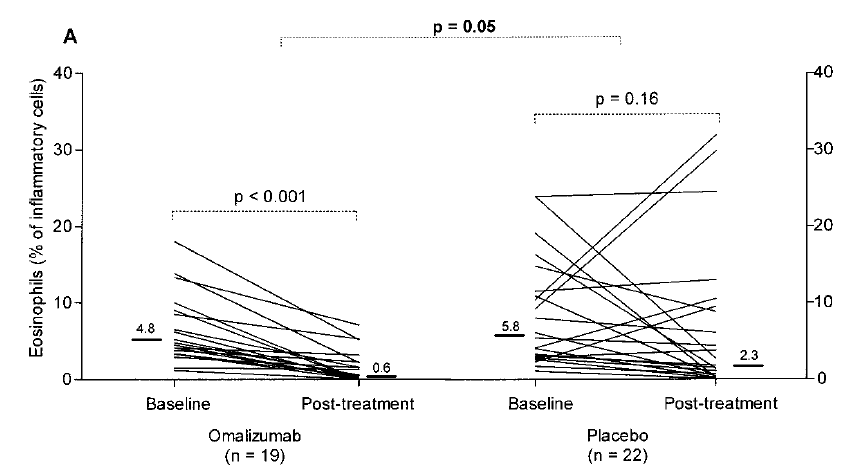 A
p = 0.05
Eosinophils (% of inflammatory cells)
40
30
20
10
0
p < 0.001
p = 0.16
40
30
20
10
0
4.8
0.6
5.8
2.3
Baseline Post-treatment Baseline Post-treatment
Omalizumab Placebo
(n = 19) (n = 22)